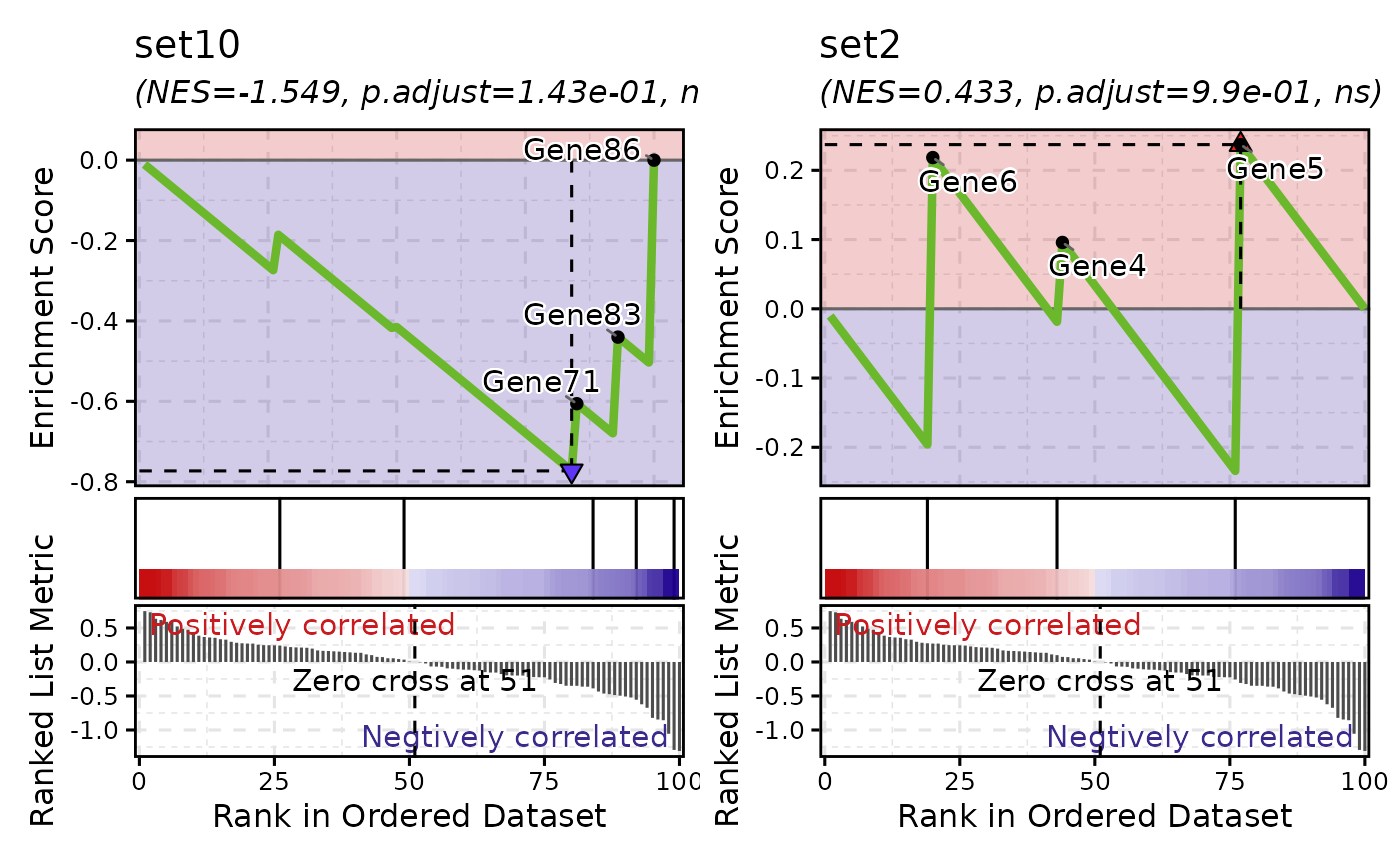 set10
(NES=-1.549, p.adjust=1.43e-01, n
Enrichment Score
0.0
-0.2
-0.4
-0.6
-0.8
Gene86
Gene83
Gene71
Ranked List Metric
0.5
0.0
-0.5
-1.0
Positively correlated
Zero cross at 51
Negtively correlated
0 25 50 75 100
Rank in Ordered Dataset
set2
(NES=0.433, p.adjust=9.9e-01, ns)
Enrichment Score
0.2
0.1
0.0
-0.1
-0.2
Gene6
Gene5
Gene4
Ranked List Metric
0.5
0.0
-0.5
-1.0
Positively correlated
Zero cross at 51
Negtively correlated
0 25 50 75 100
Rank in Ordered Dataset